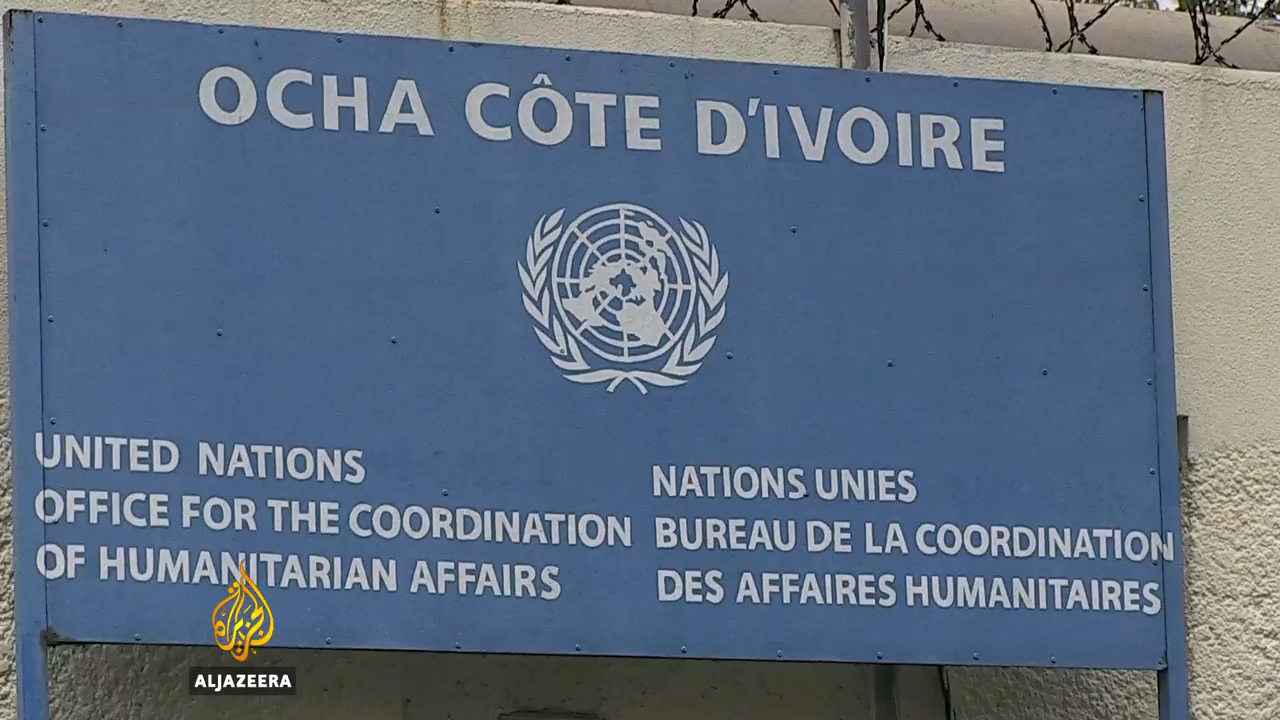 OCHA CÔTE D'IVOIRE
UNITED NATIONS
OFFICE FOR THE COORDINATION
OF HUMANITARIAN AFFAIRS
NATIONS UNIES
BUREAU DE LA COORDINATION
DES AFFAIRES HUMANITAIRES
الجزيرة
ALJAZEERA